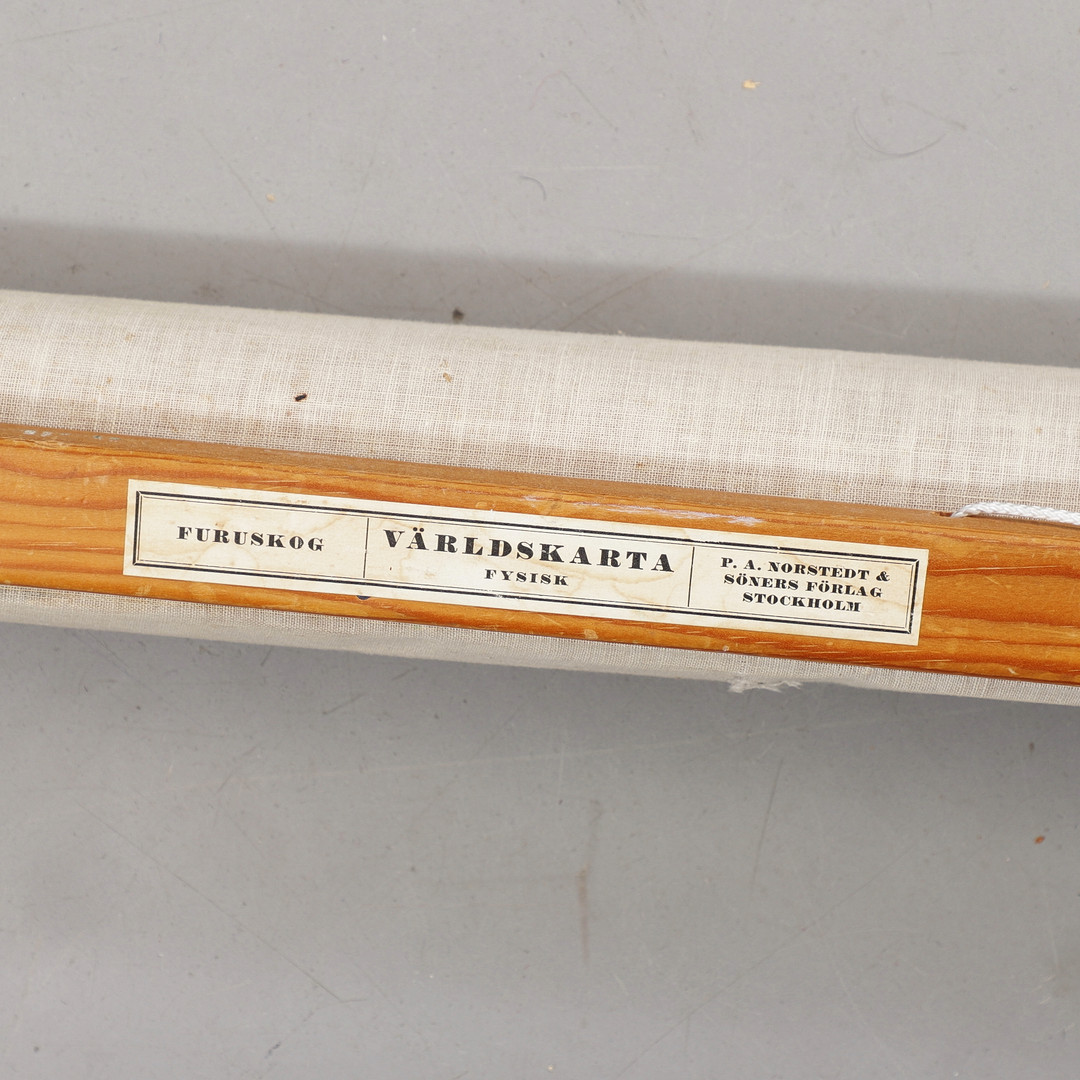 FURUSKOG
VÄRLDSKARTA
FYSISK
P. A. NORSTEDT &
SÖNERS FÖRLAG
STOCKHOLM